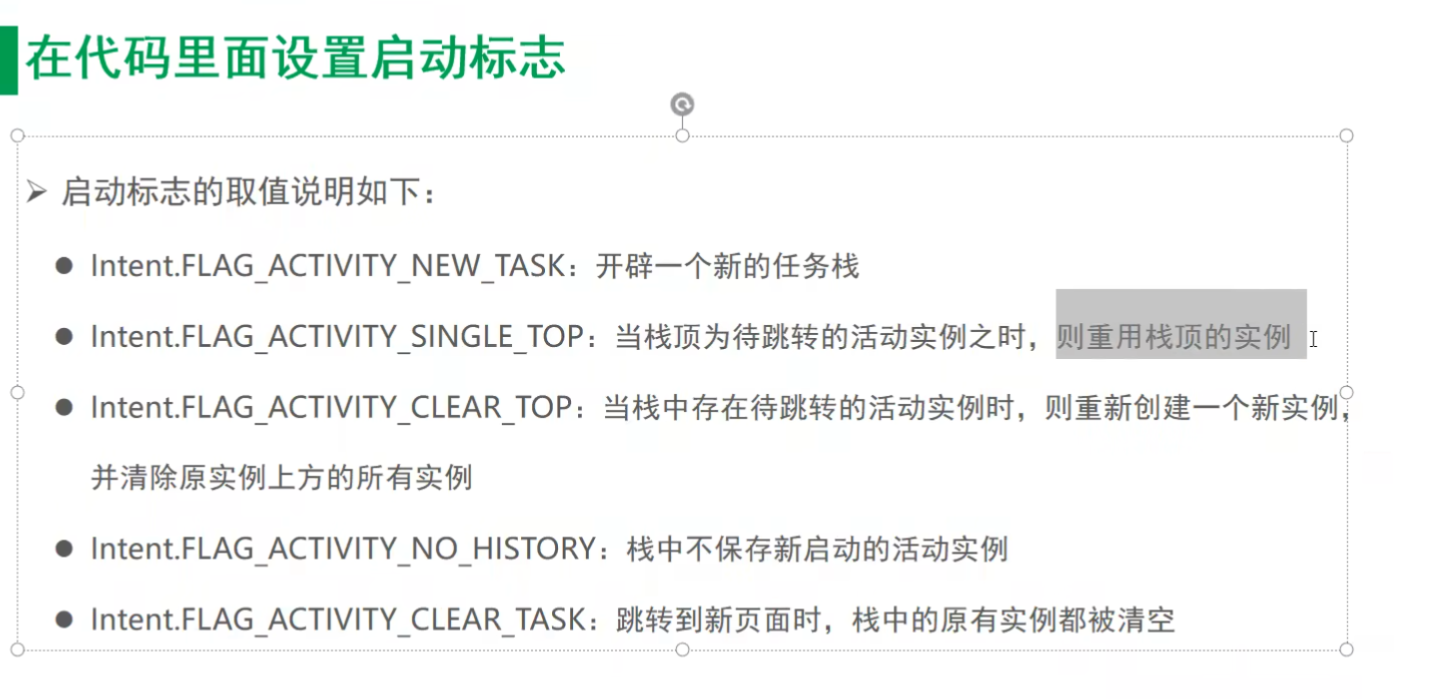 在代码里面设置启动标志
启动标志的取值说明如下：
Intent.FLAG_ACTIVITY_NEW_TASK：开辟一个新的任务栈
Intent.FLAG_ACTIVITY_SINGLE_TOP：当栈顶为待跳转的活动实例之时，则重用栈顶的实例
Intent.FLAG_ACTIVITY_CLEAR_TOP：当栈中存在待跳转的活动实例时，则重新创建一个新实例，
并清除原实例上方的所有实例
Intent.FLAG_ACTIVITY_NO_HISTORY：栈中不保存新启动的活动实例
Intent.FLAG_ACTIVITY_CLEAR_TASK：跳转到新页面时，栈中的原有实例都被清空